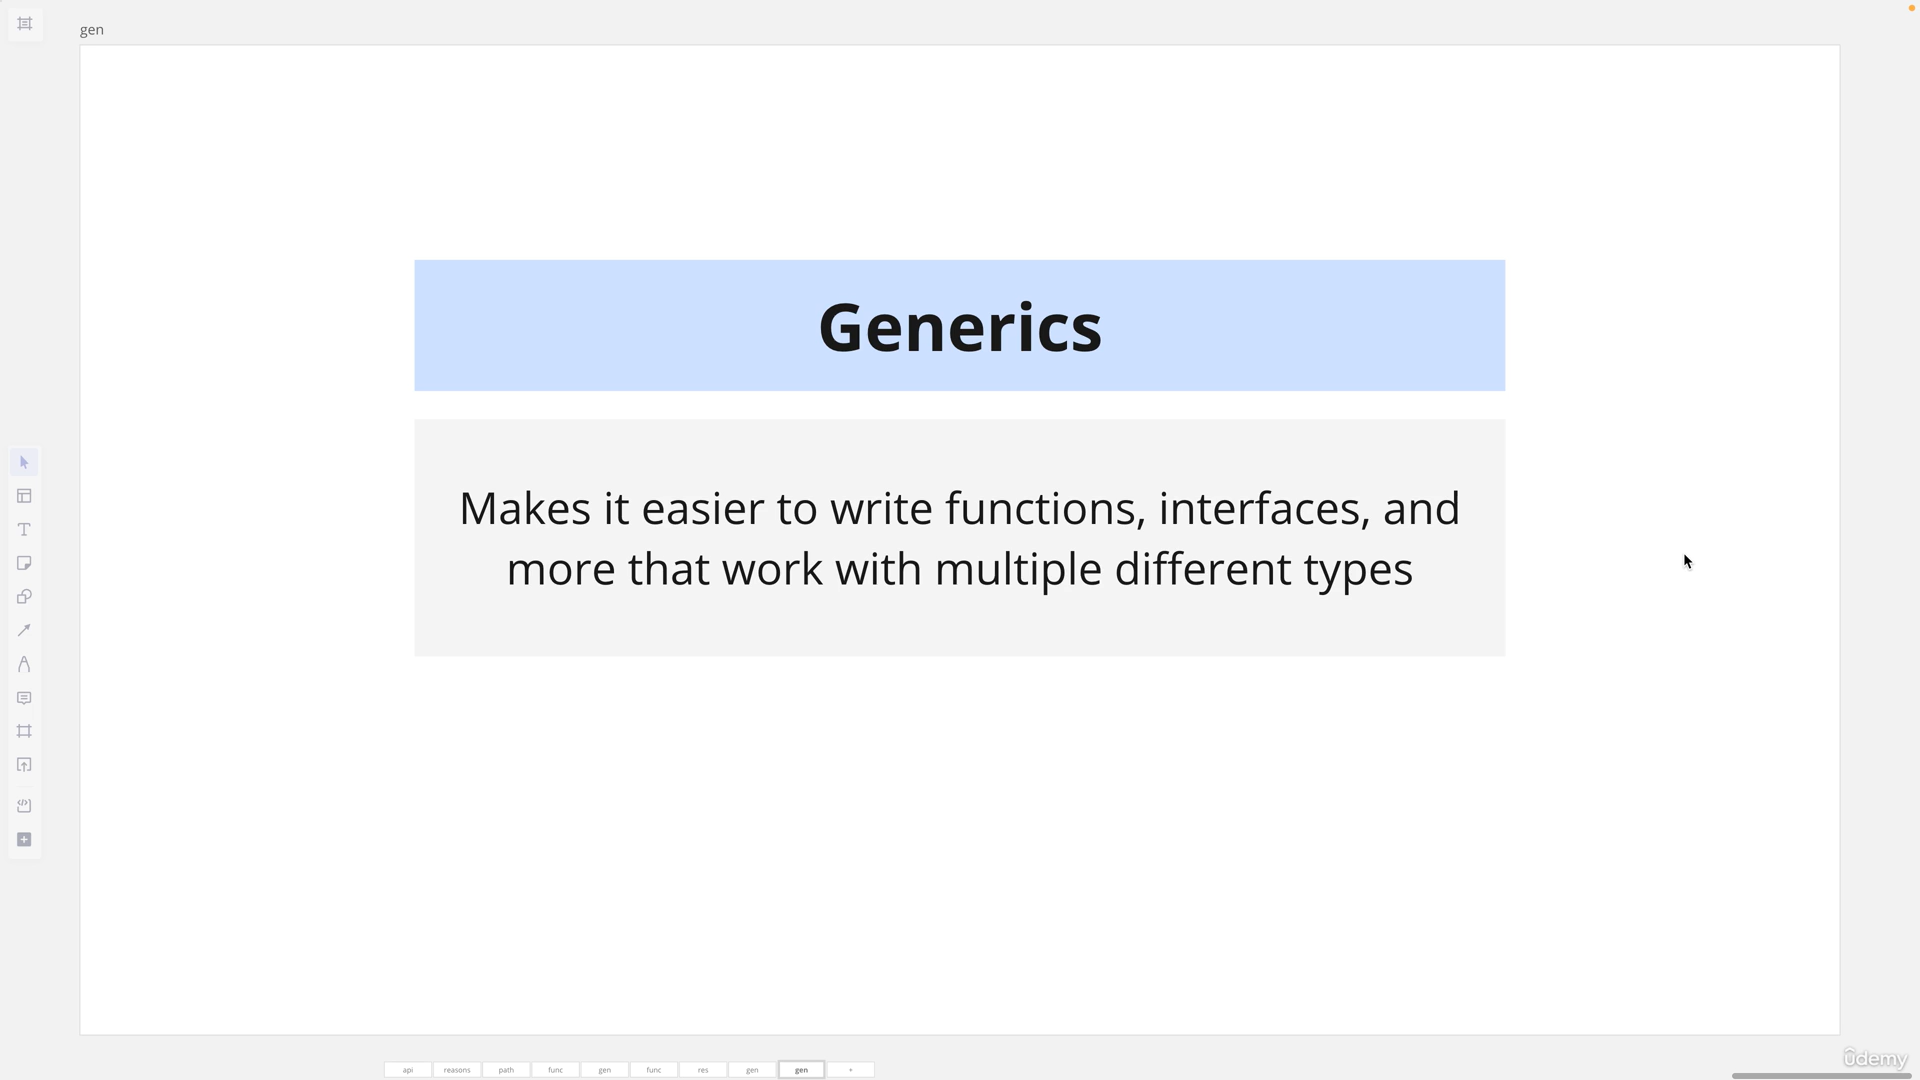 gen
Generics
Makes it easier to write functions, interfaces, and
more that work with multiple different types
api
reasons
path
func
gen
func
res
gen
gen
+
ûdemy